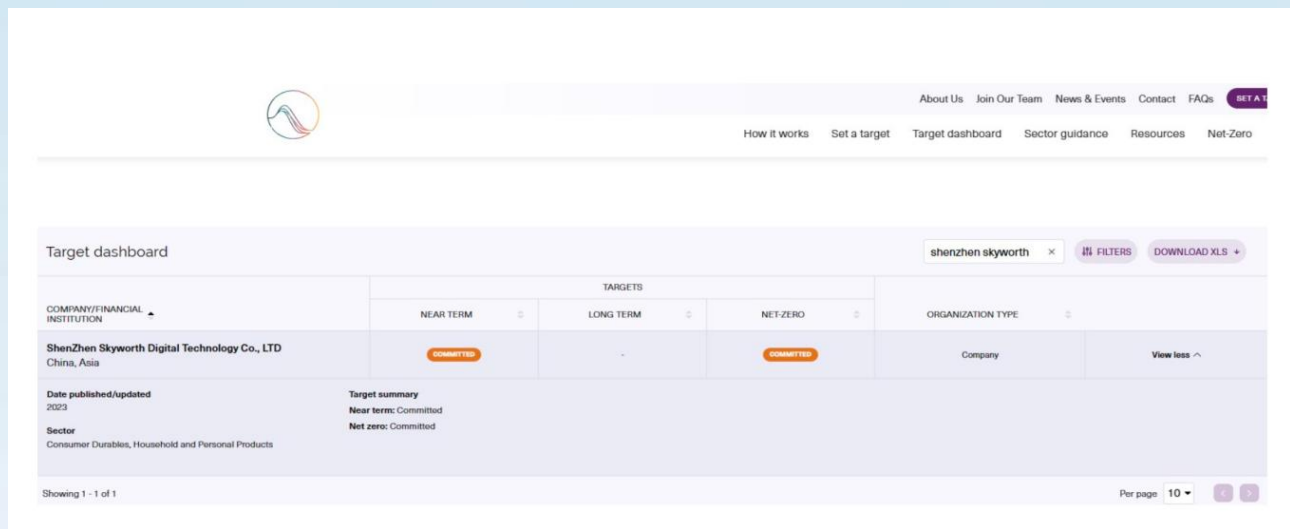 About Us Join Our Team News & Events Contact FAQs SET A
How it works Set a target Target dashboard Sector guidance Resources Net-Zero
Target dashboard
shenzhen skyworth × FILTERS DOWNLOAD XLS
TARGETS
COMPANY/FINANCIAL
INSTITUTION
NEAR TERM LONG TERM NET-ZERO ORGANIZATION TYPE
ShenZhen Skyworth Digital Technology Co., LTD
China, Asia
COMMITTED - COMMITTED Company View less
Date published/updated
2023
Sector
Consumer Durables, Household and Personal Products
Target summary
Near term: Committed
Net zero: Committed
Showing 1 - 1 of 1
Per page 10